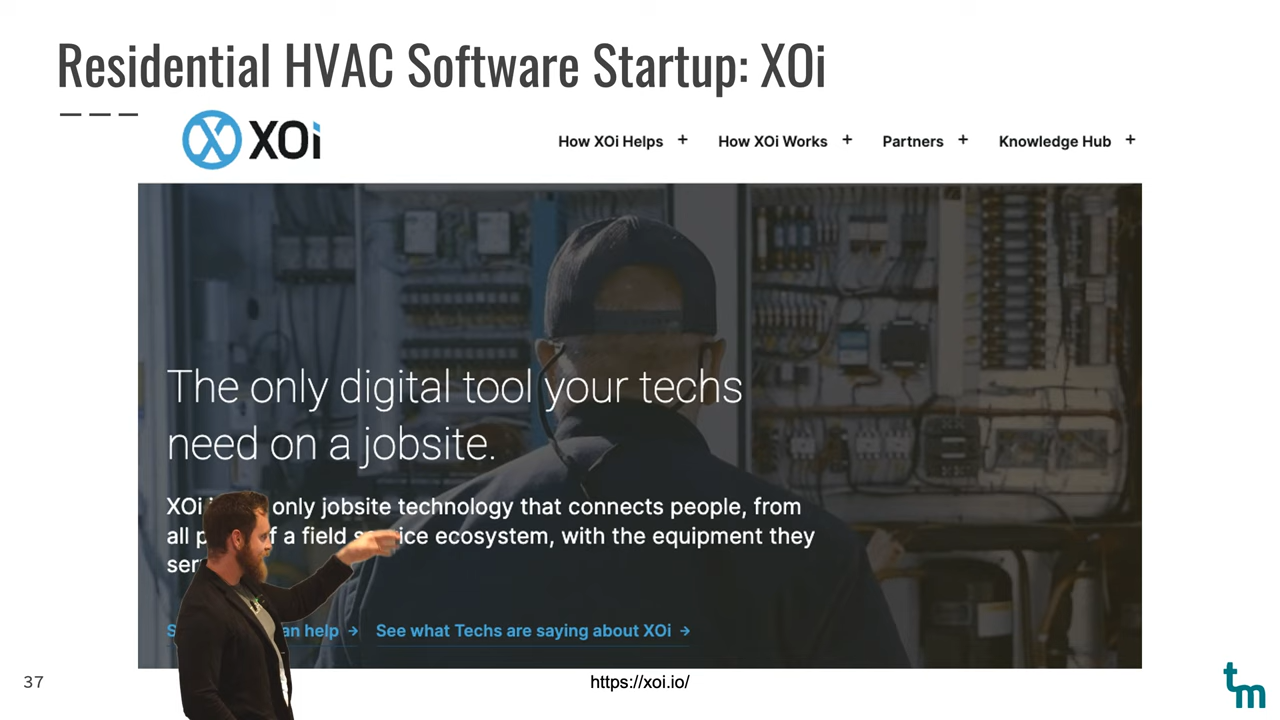 Residential HVAC Software Startup: XOi
XOi
How XOi Helps + How XOi Works + Partners + Knowledge Hub +
The only digital tool your techs
need on a jobsite.
XOi only jobsite technology that connects people, from
all of a field service ecosystem, with the equipment they
See what Techs are saying about XOi →
help →
37
https://xoi.io/
tm